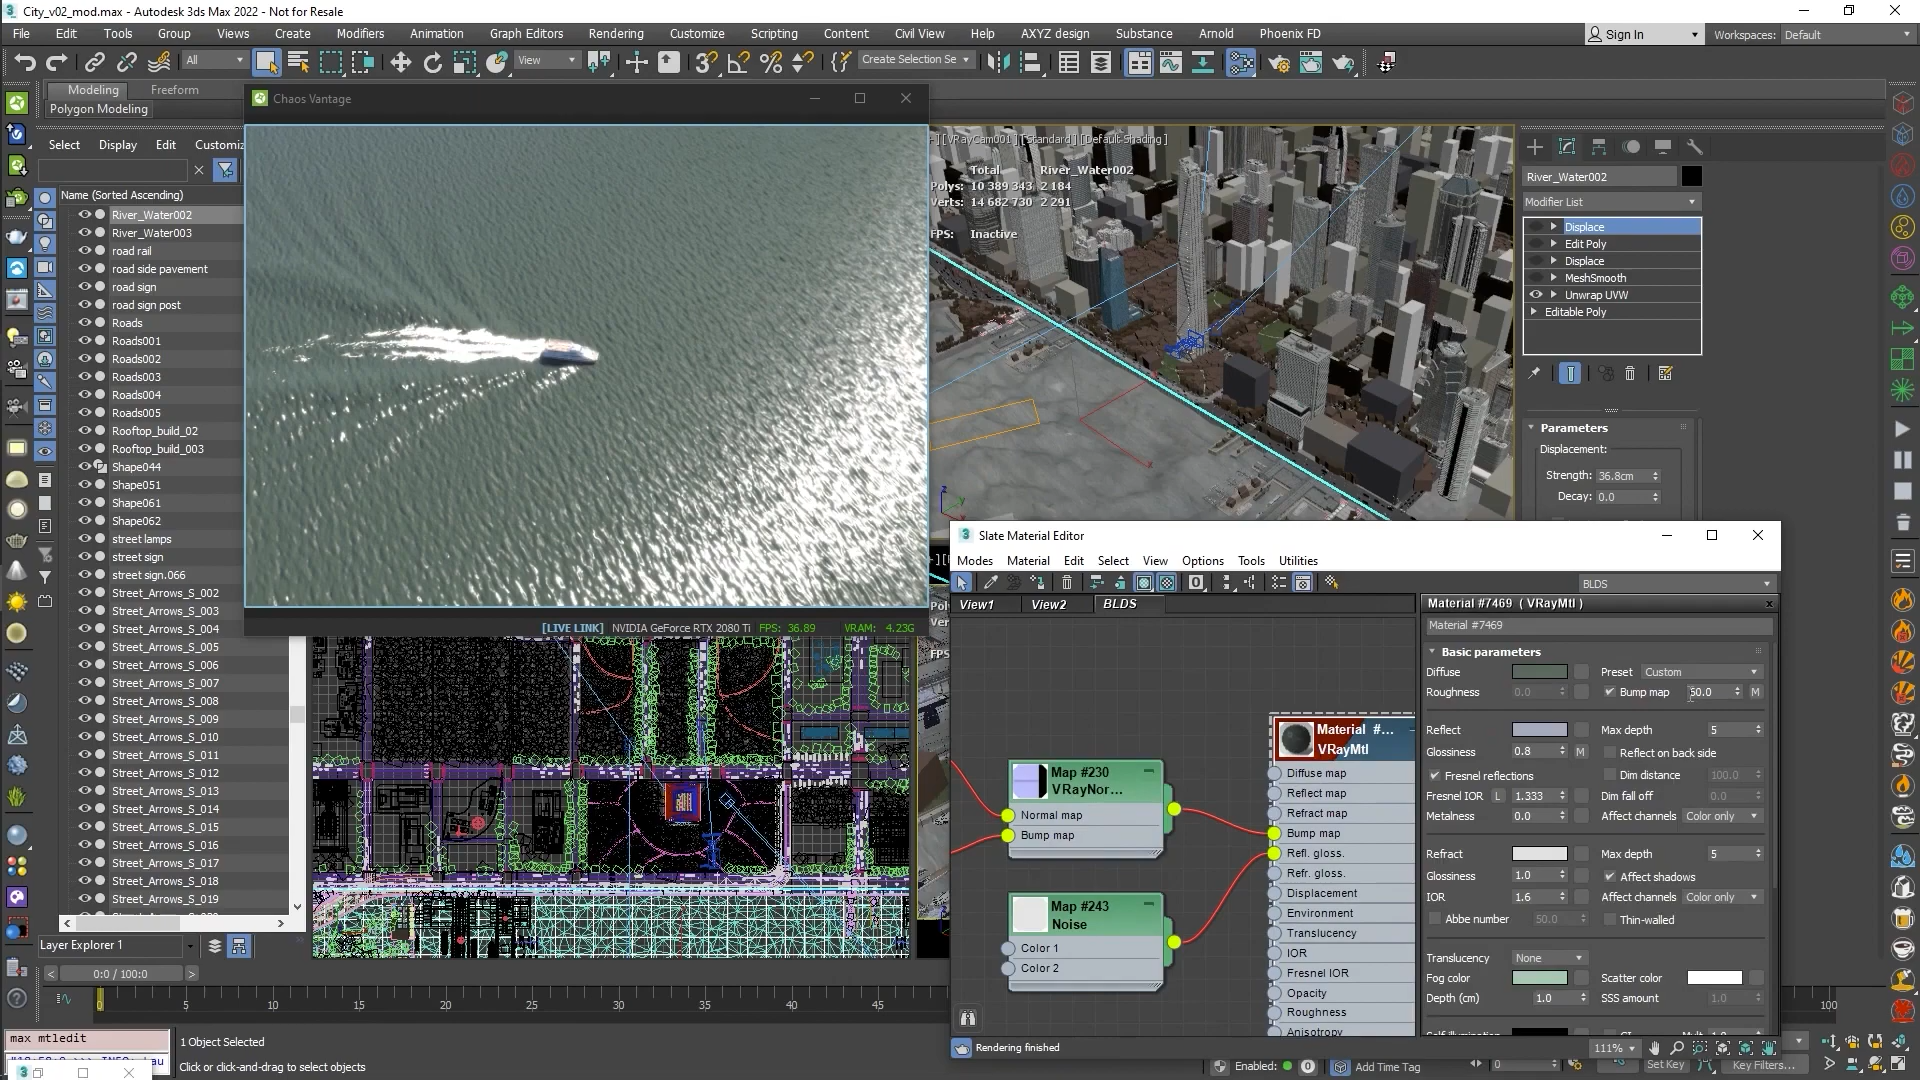 City_v02_mod.max - Autodesk 3ds Max 2022 - Not for Resale
File Edit Tools Group Views Create Modifiers Animation Graph Editors Rendering Customize Scripting Content Civil View Help AXYZ design Substance Arnold Phoenix FD
Sign In Workspaces: Default
All View Create Selection Se
Modeling Freeform
Polygon Modeling
Chaos Vantage
Select Display Edit Customiz
Name (Sorted Ascending)
River_Water002
River_Water003
road rail
road side pavement
road sign
road sign post
Roads
Roads001
Roads002
Roads003
Roads004
Roads005
Rooftop_build_02
Rooftop_build_003
Shape044
Shape051
Shape061
Shape062
street lamps
street sign
street sign.066
Street_Arrows_S_002
Street_Arrows_S_003
Street_Arrows_S_004
Street_Arrows_S_005
Street_Arrows_S_006
Street_Arrows_S_007
Street_Arrows_S_008
Street_Arrows_S_009
Street_Arrows_S_010
Street_Arrows_S_011
Street_Arrows_S_012
Street_Arrows_S_013
Street_Arrows_S_014
Street_Arrows_S_015
Street_Arrows_S_016
Street_Arrows_S_017
Street_Arrows_S_018
Street_Arrows_S_019
Layer Explorer 1
[LIVE LINK] NVIDIA GeForce RTX 2080 Ti FPS: 36.89 VRAM: 4.23G
[VRayCam001] [Standard] [Default Shading]
Total River_Water002
Polys: 10 389 343 2 184
Verts: 14 682 730 2 291
FPS: Inactive
River_Water002
Modifier List
Displace
Edit Poly
Displace
MeshSmooth
Unwrap UVW
Editable Poly
Parameters
Displacement:
Strength: 36.8cm
Decay: 0.0
Slate Material Editor
Modes Material Edit Select View Options Tools Utilities
BLDS
View1 View2 BLDS
Map #230
VRayNor...
Normal map
Bump map
Map #243
Noise
Color 1
Color 2
Material #...
VRayMtl
Diffuse map
Reflect map
Refract map
Bump map
Refl. gloss.
Refr. gloss.
Displacement
Environment
Translucency
IOR
Fresnel IOR
Opacity
Roughness
Anisotropy
Material #7469 ( VRayMtl )
Material #7469
Basic parameters
Diffuse Preset Custom
Roughness 0.0 Bump map 50.0 M
Reflect Max depth 5
Glossiness 0.8 M Reflect on back side
Fresnel reflections Dim distance 100.0
Fresnel IOR L 1.333 Dim fall off 0.0
Metalness 0.0 Affect channels Color only
Refract Max depth 5
Glossiness 1.0 Affect shadows
IOR 1.6 Affect channels Color only
Abbe number 50.0 Thin-walled
Translucency None
Fog color Scatter color
Depth (cm) 1.0 SSS amount 1.0
Rendering finished 111%
0:0 / 100:0
0 5 10 15 20 25 30 35 40 45 100
max mtledit
1 Object Selected
Click or click-and-drag to select objects
Enabled: 0 Add Time Tag 0 Set Key Key Filters...